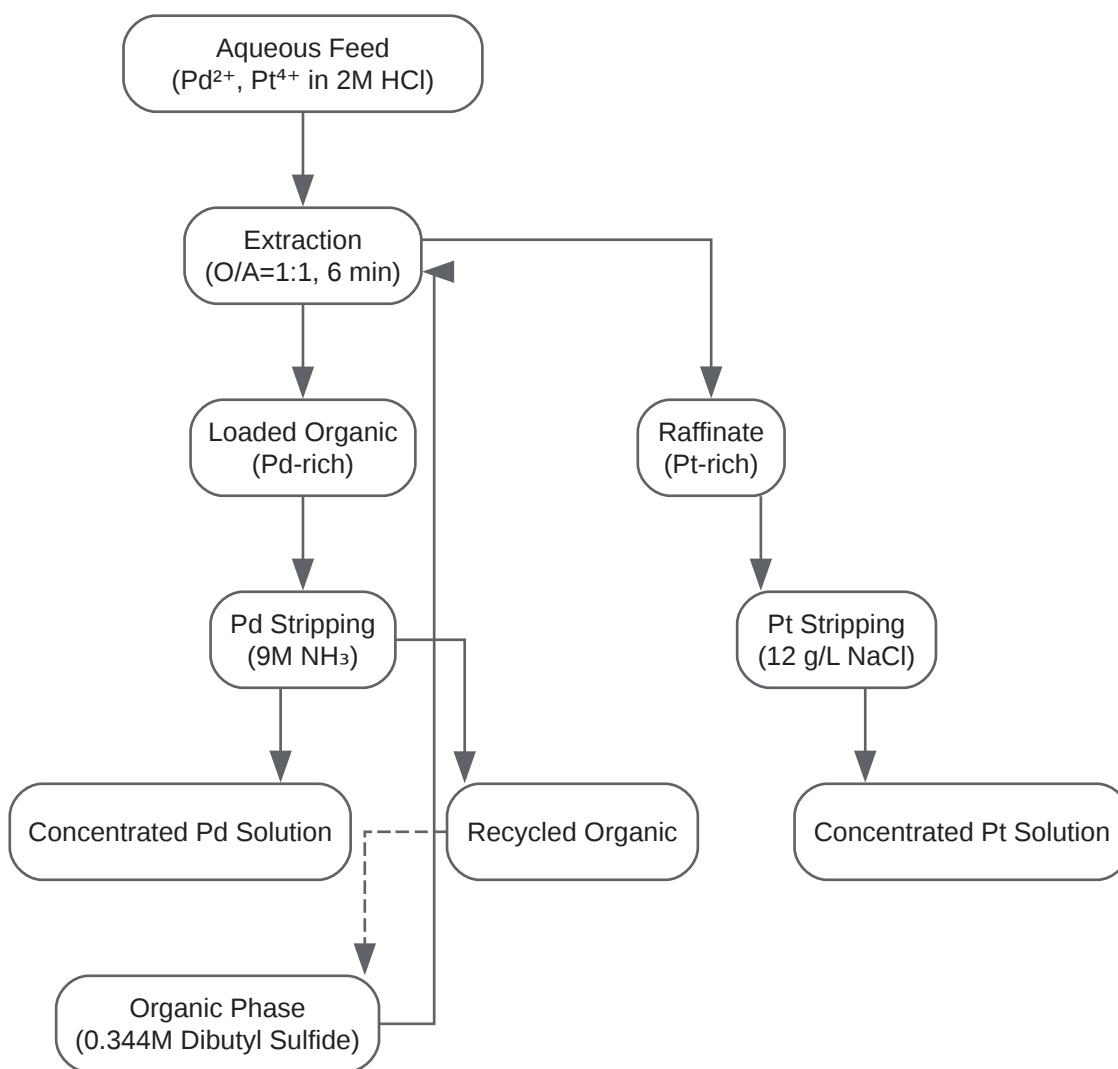 Aqueous Feed
(Pd²⁺, Pt⁴⁺ in 2M HCl)
Extraction
(O/A=1:1, 6 min)
Loaded Organic
(Pd-rich)
Raffinate
(Pt-rich)
Pd Stripping
(9M NH₃)
Pt Stripping
(12 g/L NaCl)
Concentrated Pd Solution
Recycled Organic
Concentrated Pt Solution
Organic Phase
(0.344M Dibutyl Sulfide)